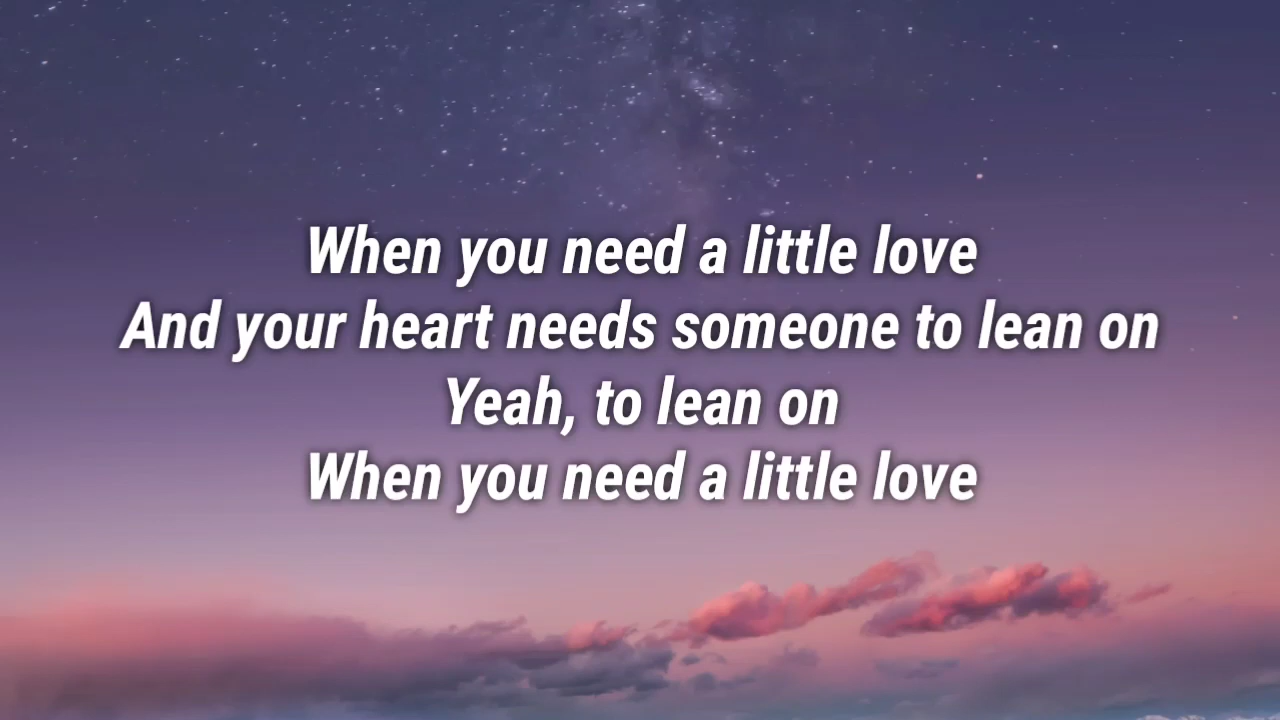 When you need a little love
And your heart needs someone to lean on
Yeah, to lean on
When you need a little love